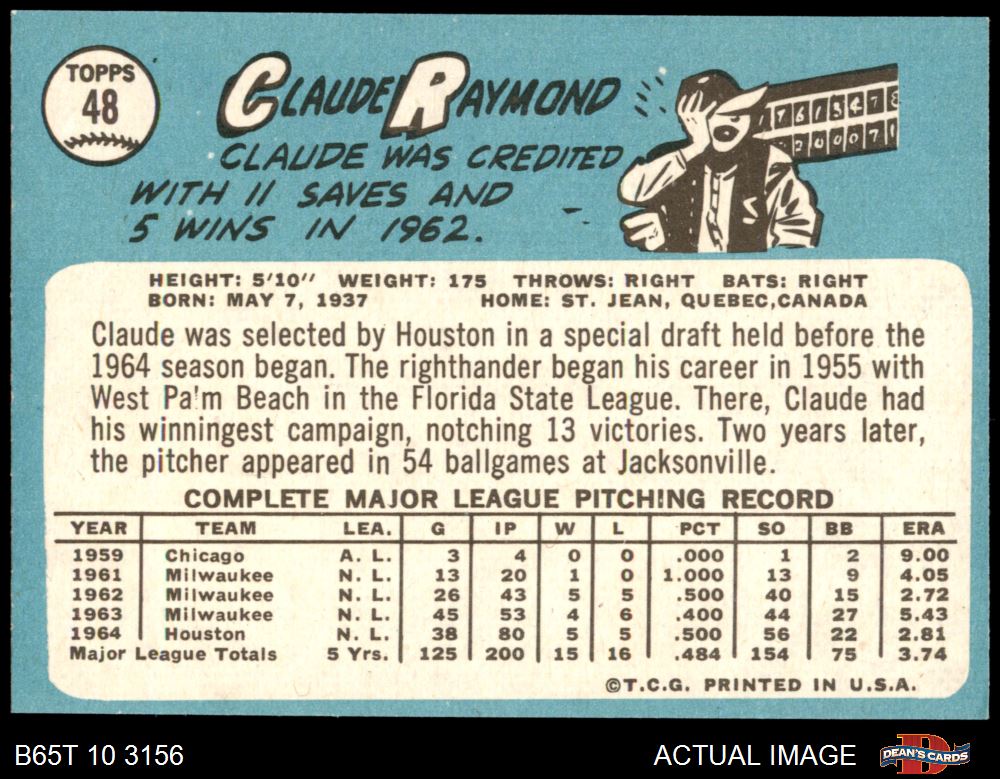 TOPPS
48
CLAUDE RAYMOND
CLAUDE WAS CREDITED
WITH 11 SAVES AND
5 WINS IN 1962.
HEIGHT: 5'10" WEIGHT: 175 THROWS: RIGHT BATS: RIGHT
BORN: MAY 7, 1937 HOME: ST. JEAN, QUEBEC, CANADA
Claude was selected by Houston in a special draft held before the
1964 season began. The righthander began his career in 1955 with
West Pa'm Beach in the Florida State League. There, Claude had
his winningest campaign, notching 13 victories. Two years later,
the pitcher appeared in 54 ballgames at Jacksonville.
COMPLETE MAJOR LEAGUE PITCHING RECORD
YEAR TEAM LEA. G IP W L PCT SO BB ERA
1959 Chicago A. L. 3 4 0 0 .000 1 2 9.00
1961 Milwaukee N. L. 13 20 1 0 1.000 13 9 4.05
1962 Milwaukee N. L. 26 43 5 5 .500 40 15 2.72
1963 Milwaukee N. L. 45 53 4 6 .400 44 27 5.43
1964 Houston N. L. 38 80 5 5 .500 56 22 2.81
Major League Totals 5 Yrs. 125 200 15 16 .484 154 75 3.74
©T.C.G. PRINTED IN U.S.A.
B65T 10 3156
ACTUAL IMAGE
DEAN'S CARDS